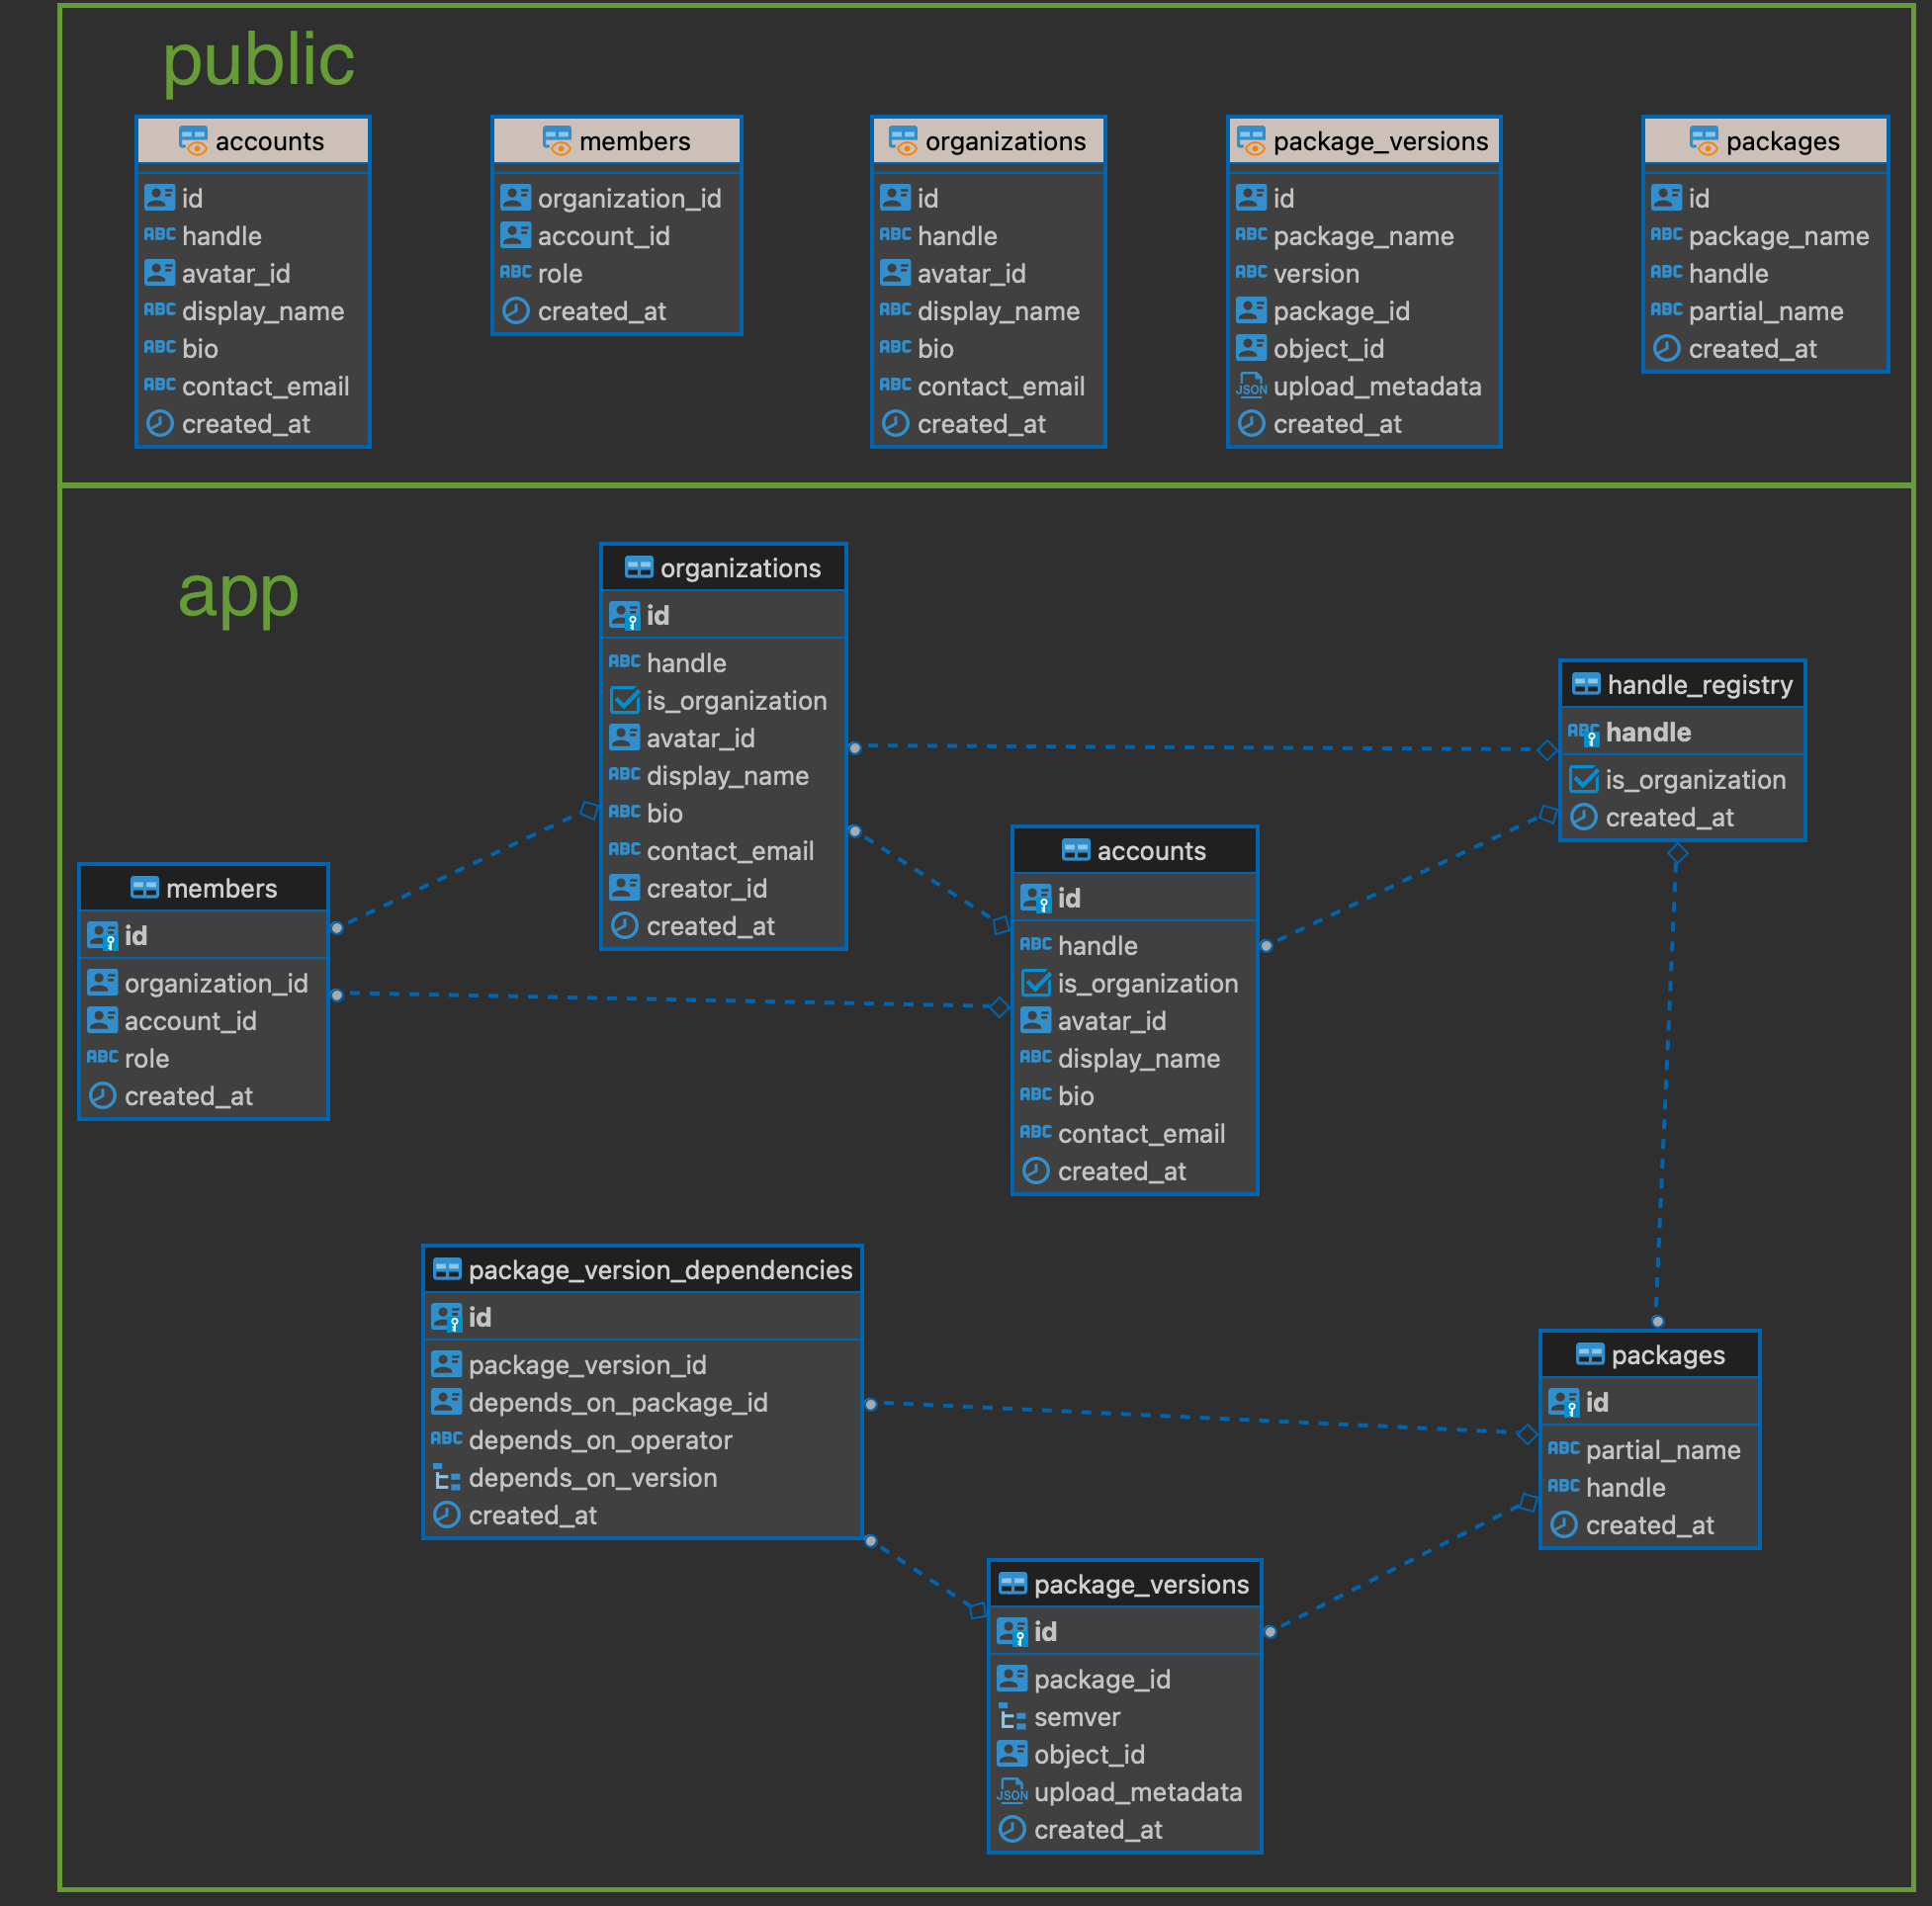 public
accounts
id
handle
avatar_id
display_name
bio
contact_email
created_at
members
organization_id
account_id
role
created_at
organizations
id
handle
avatar_id
display_name
bio
contact_email
created_at
package_versions
id
package_name
version
package_id
object_id
upload_metadata
created_at
packages
id
package_name
handle
partial_name
created_at
app
organizations
id
handle
is_organization
avatar_id
display_name
bio
contact_email
creator_id
created_at
handle_registry
handle
is_organization
created_at
accounts
id
handle
is_organization
avatar_id
display_name
bio
contact_email
created_at
members
id
organization_id
account_id
role
created_at
package_version_dependencies
id
package_version_id
depends_on_package_id
depends_on_operator
depends_on_version
created_at
packages
id
partial_name
handle
created_at
package_versions
id
package_id
semver
object_id
upload_metadata
created_at